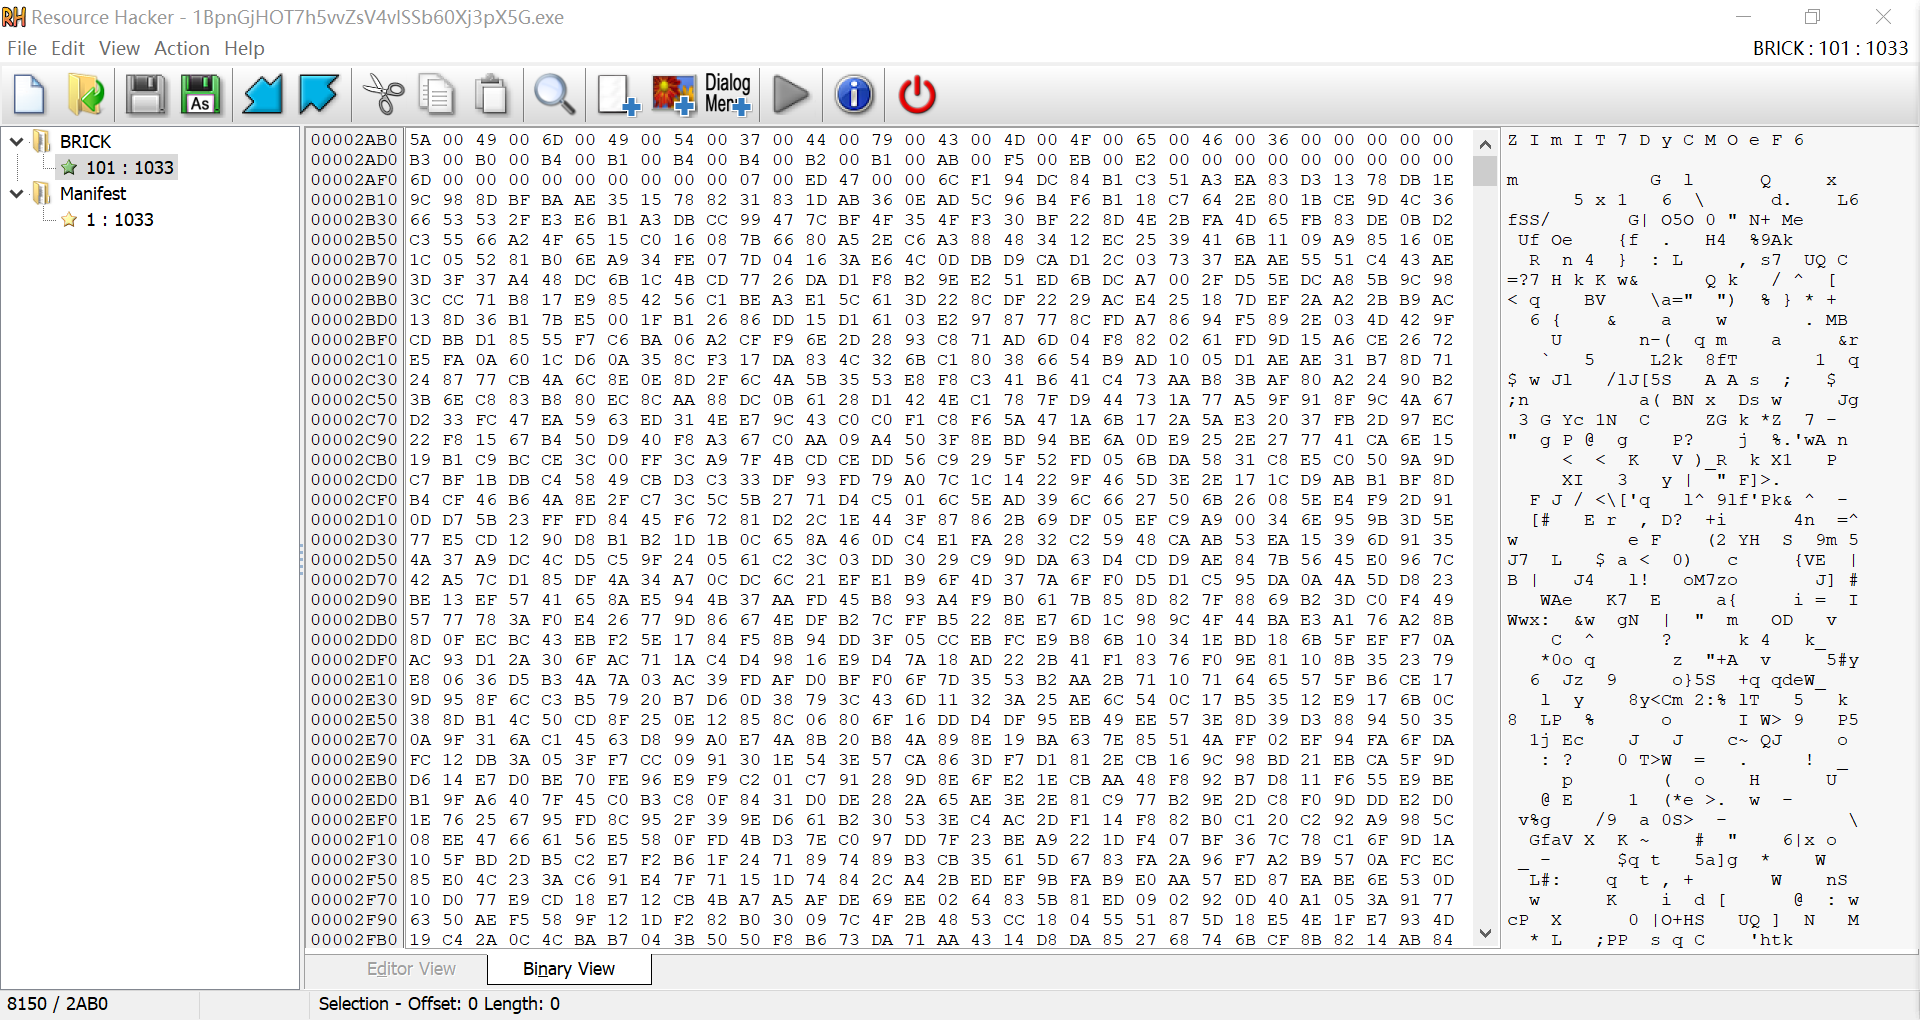 Resource Hacker - 1BpnGjHOT7h5vvZsV4vlSSb60Xj3pX5G.exe
File Edit View Action Help
BRICK : 101 : 1033
As
Dialog
Menu
BRICK
101 : 1033
Manifest
1 : 1033
00002AB0 5A 00 49 00 6D 00 49 00 54 00 37 00 44 00 79 00 43 00 4D 00 4F 00 65 00 46 00 36 00 00 00 00 00 Z I m I T 7 D y C M O e F 6
00002AD0 B3 00 B0 00 B4 00 B1 00 B4 00 B4 00 B2 00 B1 00 AB 00 F5 00 EB 00 E2 00 00 00 00 00 00 00 00 00
00002AF0 6D 00 00 00 00 00 00 00 00 07 00 ED 47 00 00 6C F1 94 DC 84 B1 C3 51 A3 EA 83 D3 13 78 DB 1E m G l Q x
00002B10 9C 98 8D BF BA AE 35 15 78 82 31 83 1D AB 36 0E AD 5C 96 B4 F6 B1 18 C7 64 2E 80 1B CE 9D 4C 36 5 x 1 6 \ d. L6
00002B30 66 53 53 2F E3 E6 B1 A3 DB CC 99 47 7C BF 4F 35 4F F3 30 BF 22 8D 4E 2B FA 4D 65 FB 83 DE 0B D2 fSS/ G| O5O 0 " N+ Me
00002B50 C3 55 66 A2 4F 65 15 C0 16 08 7B 66 80 A5 2E C6 A3 88 48 34 12 EC 25 39 41 6B 11 09 A9 85 16 0E Uf Oe {f . H4 %9Ak
00002B70 1C 05 52 81 B0 6E A9 34 FE 07 7D 04 16 3A E6 4C 0D DB D9 CA D1 2C 03 73 37 EA AE 55 51 C4 43 AE R n 4 } : L , s7 UQ C
00002B90 3D 3F 37 A4 48 DC 6B 1C 4B CD 77 26 DA D1 F8 B2 9E E2 51 ED 6B DC A7 00 2F D5 5E DC A8 5B 9C 98 =?7 H k K w& Q k / ^ [
00002BB0 3C CC 71 B8 17 E9 85 42 56 C1 BE A3 E1 5C 61 3D 22 8C DF 22 29 AC E4 25 18 7D EF 2A A2 2B B9 AC < q BV \a=" ") % } * +
00002BD0 13 8D 36 B1 7B E5 00 1F B1 26 86 DD 15 D1 61 03 E2 97 87 77 8C FD A7 86 94 F5 89 2E 03 4D 42 9F 6 { & a w . MB
00002BF0 CD BB D1 85 55 F7 C6 BA 06 A2 CF F9 6E 2D 28 93 C8 71 AD 6D 04 F8 82 02 61 FD 9D 15 A6 CE 26 72 U n-( q m a &r
00002C10 E5 FA 0A 60 1C D6 0A 35 8C F3 17 DA 83 4C 32 6B C1 80 38 66 54 B9 AD 10 05 D1 AE AE 31 B7 8D 71 ` 5 L2k 8fT 1 q
00002C30 24 87 77 CB 4A 6C 8E 0E 8D 2F 6C 4A 5B 35 53 E8 F8 C3 41 B6 41 C4 73 AA B8 3B AF 80 A2 24 90 B2 $ w Jl /lJ[5S A A s ; $
00002C50 3B 6E C8 83 B8 80 EC 8C AA 88 DC 0B 61 28 D1 42 4E C1 78 7F D9 44 73 1A 77 A5 9F 91 8F 9C 4A 67 ;n a( BN x Ds w Jg
00002C70 D2 33 FC 47 EA 59 63 ED 31 4E E7 9C 43 C0 C0 F1 C8 F6 5A 47 1A 6B 17 2A 5A E3 20 37 FB 2D 97 EC 3 G Yc 1N C ZG k *Z 7 -
00002C90 22 F8 15 67 B4 50 D9 40 F8 A3 67 C0 AA 09 A4 50 3F 8E BD 94 BE 6A 0D E9 25 2E 27 77 41 CA 6E 15 " g P @ g P? j %.'wA n
00002CB0 19 B1 C9 BC CE 3C 00 FF 3C A9 7F 4B CD CE DD 56 C9 29 5F 52 FD 05 6B DA 58 31 C8 E5 C0 50 9A 9D < < K V )_R k X1 P
00002CD0 C7 BF 1B DB C4 58 49 CB D3 C3 33 DF 93 FD 79 A0 7C 1C 14 22 9F 46 5D 3E 2E 17 1C D9 AB B1 BF 8D XI 3 y | " F]>.
00002CF0 B4 CF 46 B6 4A 8E 2F C7 3C 5C 5B 27 71 D4 C5 01 6C 5E AD 39 6C 66 27 50 6B 26 08 5E E4 F9 2D 91 F J / <\['q l^ 9lf'Pk& ^ -
00002D10 0D D7 5B 23 FF FD 84 45 F6 72 81 D2 2C 1E 44 3F 87 86 2B 69 DF 05 EF C9 A9 00 34 6E 95 9B 3D 5E [# E r , D? +i 4n =^
00002D30 77 E5 CD 12 90 D8 B1 B2 1D 1B 0C 65 8A 46 0D C4 E1 FA 28 32 C2 59 48 CA AB 53 EA 15 39 6D 91 35 w e F (2 YH S 9m 5
00002D50 4A 37 A9 DC 4C D5 C5 9F 24 05 61 C2 3C 03 DD 30 29 C9 9D DA 63 D4 CD D9 AE 84 7B 56 45 E0 96 7C J7 L $ a < 0) c {VE |
00002D70 42 A5 7C D1 85 DF 4A 34 A7 0C DC 6C 21 EF E1 B9 6F 4D 37 7A 6F F0 D5 D1 C5 95 DA 0A 4A 5D D8 23 B | J4 l! oM7zo J] #
00002D90 BE 13 EF 57 41 65 8A E5 94 4B 37 AA FD 45 B8 93 A4 F9 B0 61 7B 85 8D 82 7F 88 69 B2 3D C0 F4 49 WAe K7 E a{ i = I
00002DB0 57 77 78 3A F0 E4 26 77 9D 86 67 4E DF B2 7C FF B5 22 8E E7 6D 1C 98 9C 4F 44 BA E3 A1 76 A2 8B Wwx: &w gN | " m OD v
00002DD0 8D 0F EC BC 43 EB F2 5E 17 84 F5 8B 94 DD 3F 05 CC EB FC E9 B8 6B 10 34 1E BD 18 6B 5F EF F7 0A C ^ ? k 4 k_
00002DF0 AC 93 D1 2A 30 6F AC 71 1A C4 D4 98 16 E9 D4 7A 18 AD 22 2B 41 F1 83 76 F0 9E 81 10 8B 35 23 79 *0o q z "+A v 5#y
00002E10 E8 06 36 D5 B3 4A 7A 03 AC 39 FD AF D0 BF F0 6F 7D 35 53 B2 AA 2B 71 10 71 64 65 57 5F B6 CE 17 6 Jz 9 o}5S +q qdeW_
00002E30 9D 95 8F 6C C3 B5 79 20 B7 D6 0D 38 79 3C 43 6D 11 32 3A 25 AE 6C 54 0C 17 B5 35 12 E9 17 6B 0C l y 8y<Cm 2:% lT 5 k
00002E50 38 8D B1 4C 50 CD 8F 25 0E 12 85 8C 06 80 6F 16 DD D4 DF 95 EB 49 EE 57 3E 8D 39 D3 88 94 50 35 8 LP % o I W> 9 P5
00002E70 0A 9F 31 6A C1 45 63 D8 99 A0 E7 4A 8B 20 B8 4A 89 8E 19 BA 63 7E 85 51 4A FF 02 EF 94 FA 6F DA 1j Ec J J c~ QJ o
00002E90 FC 12 DB 3A 05 3F F7 CC 09 91 30 1E 54 3E 57 CA 86 3D F7 D1 81 2E CB 16 9C 98 BD 21 EB CA 5F 9D : ? 0 T>W = . ! _
00002EB0 D6 14 E7 D0 BE 70 FE 96 E9 F9 C2 01 C7 91 28 9D 8E 6F E2 1E CB AA 48 F8 92 B7 D8 11 F6 55 E9 BE p ( o H U
00002ED0 B1 9F A6 40 7F 45 C0 B3 C8 0F 84 31 D0 DE 28 2A 65 AE 3E 2E 81 C9 77 B2 9E 2D C8 F0 9D DD E2 D0 @ E 1 (*e >. w -
00002EF0 1E 76 25 67 95 FD 8C 95 2F 39 9E D6 61 B2 30 53 3E C4 AC 2D F1 14 F8 82 B0 C1 20 C2 92 A9 98 5C v%g /9 a 0S> - \
00002F10 08 EE 47 66 61 56 E5 58 0F FD 4B D3 7E C0 97 DD 7F 23 BE A9 22 1D F4 07 BF 36 7C 78 C1 6F 9D 1A GfaV X K ~ # " 6|x o
00002F30 10 5F BD 2D B5 C2 E7 F2 B6 1F 24 71 89 74 89 B3 CB 35 61 5D 67 83 FA 2A 96 F7 A2 B9 57 0A FC EC _ - $q t 5a]g * W
00002F50 85 E0 4C 23 3A C6 91 E4 7F 71 15 1D 74 84 2C A4 2B ED EF 9B FA B9 E0 AA 57 ED 87 EA BE 6E 53 0D L#: q t , + W nS
00002F70 10 D0 77 E9 CD 18 E7 12 CB 4B A7 A5 AF DE 69 EE 02 64 83 5B 81 ED 09 02 92 0D 40 A1 05 3A 91 77 w K i d [ @ : w
00002F90 63 50 AE F5 58 9F 12 1D F2 82 B0 30 09 7C 4F 2B 48 53 CC 18 04 55 51 87 5D 18 E5 4E 1F E7 93 4D cP X 0 |O+HS UQ ] N M
00002FB0 19 C4 2A 0C 4C BA B7 04 3B 50 50 F8 B6 73 DA 71 AA 43 14 D8 DA 85 27 68 74 6B CF 8B 82 14 AB 84 * L ;PP s q C 'htk
Editor View
Binary View
8150 / 2AB0
Selection - Offset: 0 Length: 0